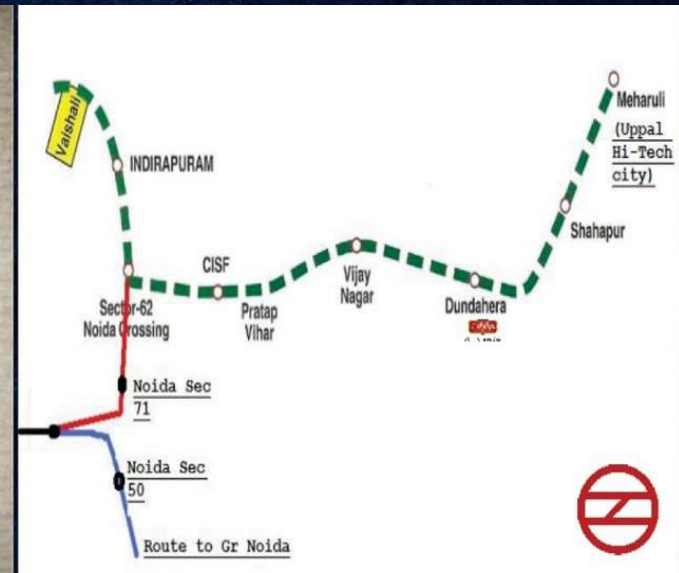 Vaishali
INDIRAPURAM
Meharuli
(Uppal
Hi-Tech
city)
Shahapur
CISF
Vijay
Nagar
Dundahera
Sector-62
Noida Crossing
Pratap
Vihar
Noida Sec
71
Noida Sec
50
Route to Gr Noida